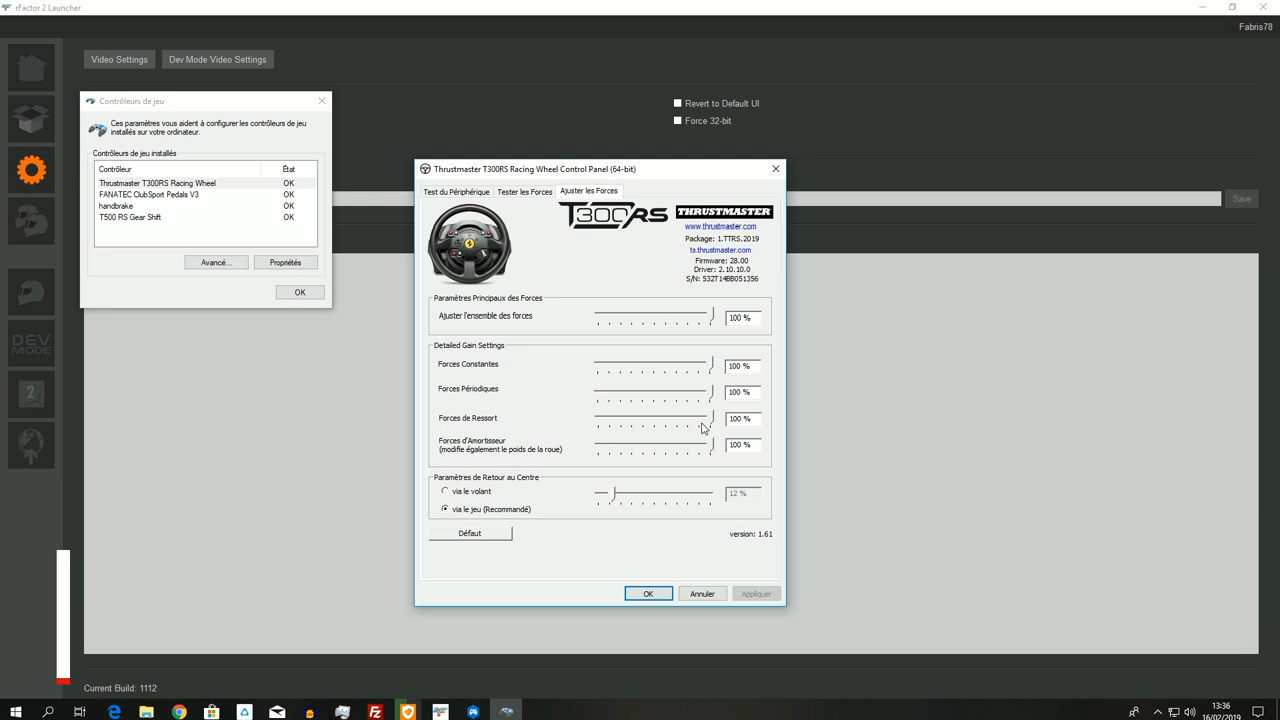 rFactor 2 Launcher
Fabris78
Video Settings
Dev Mode Video Settings
Revert to Default UI
Force 32-bit
Save
Contrôleurs de jeu
Ces paramètres vous aident à configurer les contrôleurs de jeu
installés sur votre ordinateur.
Contrôleurs de jeu installés
Contrôleur État
Thrustmaster T300RS Racing Wheel OK
FANATEC ClubSport Pedals V3 OK
handbrake OK
T500 RS Gear Shift OK
Avancé...
Propriétés
OK
Thrustmaster T300RS Racing Wheel Control Panel (64-bit)
Test du Périphérique
Tester les Forces
Ajuster les Forces
T300RS
THRUSTMASTER
www.thrustmaster.com
Package: 1.TTRS.2019
ts.thrustmaster.com
Firmware: 28.00
Driver: 2.10.10.0
S/N: 532T14BB051356
Paramètres Principaux des Forces
Ajuster l'ensemble des forces 100 %
Detailed Gain Settings
Forces Constantes 100 %
Forces Périodiques 100 %
Forces de Ressort 100 %
Forces d'Amortisseur
(modifie également le poids de la roue) 100 %
Paramètres de Retour au Centre
via le volant 12 %
via le jeu (Recommandé)
Défaut
version: 1.61
OK
Annuler
Appliquer
DEV
MODE
2
Current Build: 1112
13:36
16/02/2019